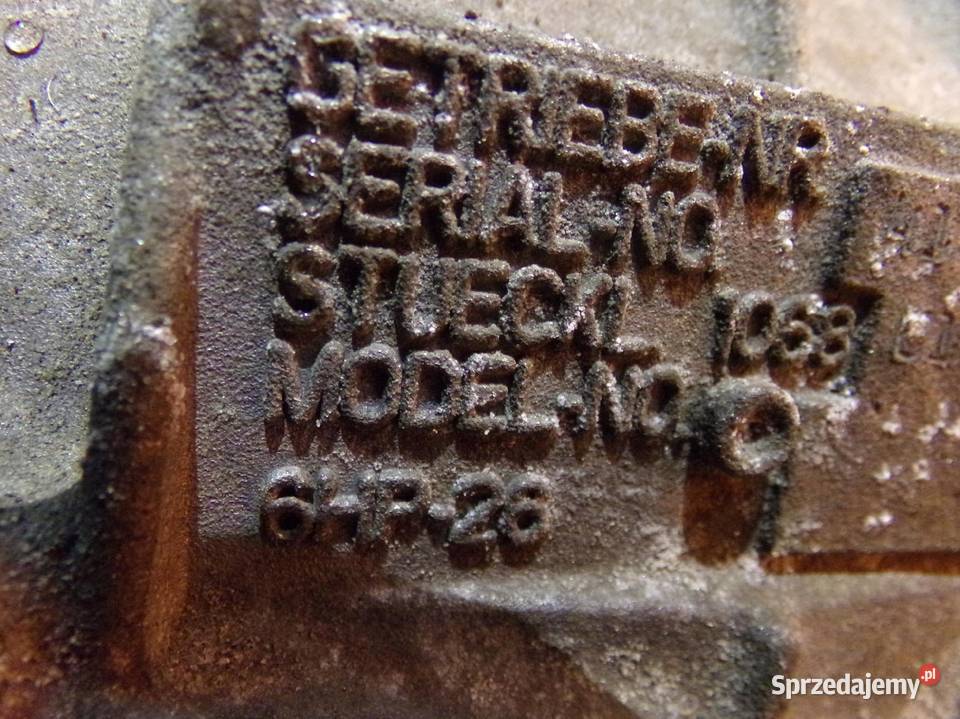 GETRIEBE-NR
SERIAL-NO
STUECKL. 1068
MODEL-NO.
6HP-26
Sprzedajemy.pl